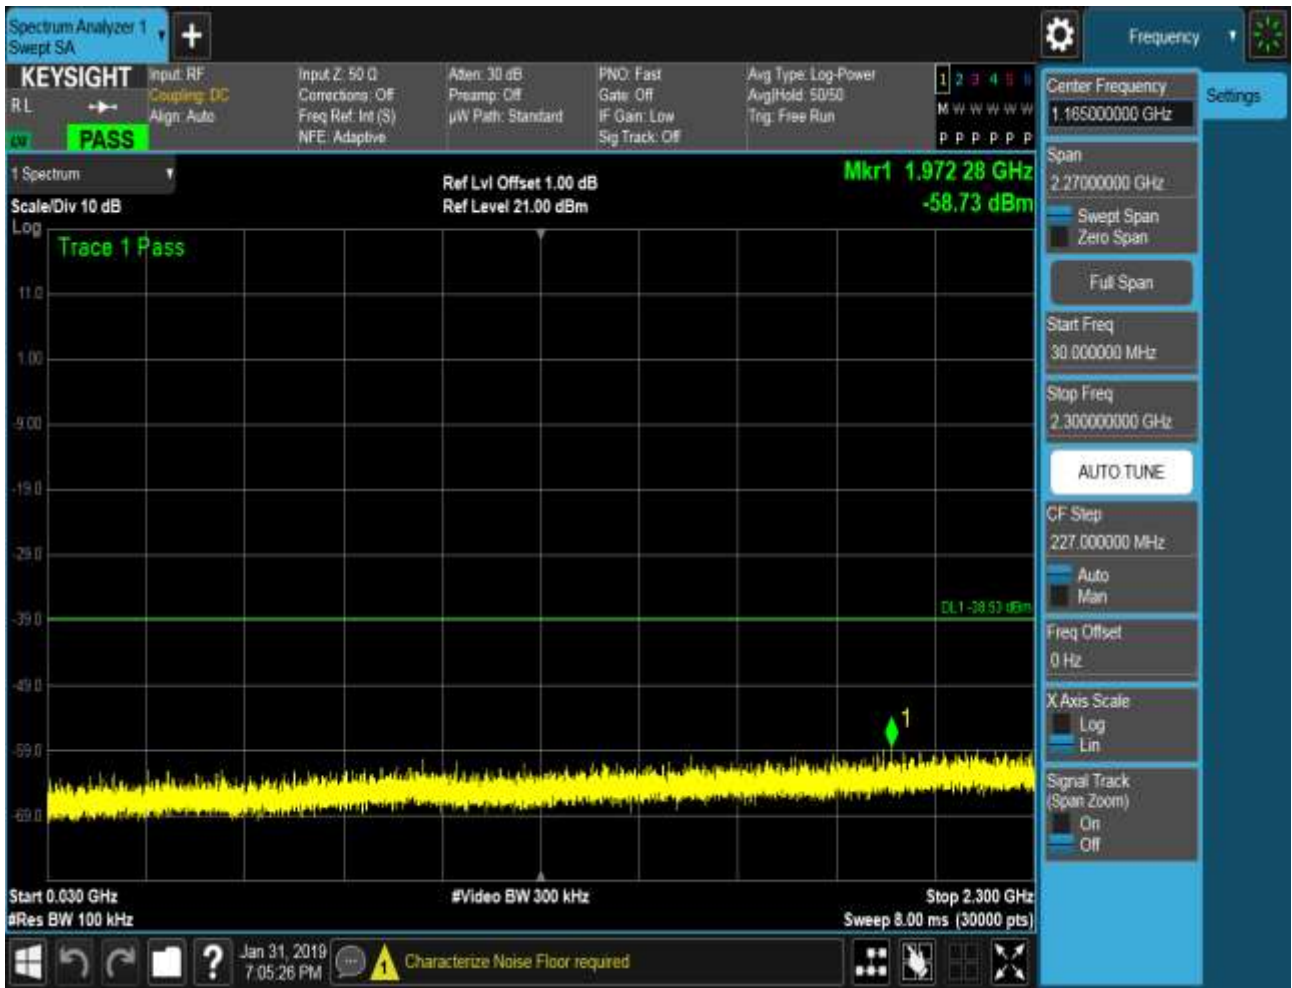 Spectrum Analyzer 1
Swept SA
+
Frequency
KEYSIGHT
R L
PASS
Input: RF
Coupling: DC
Align: Auto
Input Z: 50 Ω
Corrections: Off
Freq Ref: Int (S)
NFE: Adaptive
Atten: 30 dB
Preamp: Off
µW Path: Standard
PNO: Fast
Gate: Off
IF Gain: Low
Sig Track: Off
Avg Type: Log-Power
Avg|Hold: 50/50
Trig: Free Run
1 2 3 4 5 6
M W W W W W
P P P P P P
1 Spectrum
Scale/Div 10 dB
Ref Lvl Offset 1.00 dB
Ref Level 21.00 dBm
Mkr1 1.972 28 GHz
-58.73 dBm
Log
Trace 1 Pass
11.0
1.00
-9.00
-19.0
-29.0
-39.0
DL1 -38.53 dBm
-49.0
1
-59.0
-69.0
Start 0.030 GHz
#Res BW 100 kHz
#Video BW 300 kHz
Stop 2.300 GHz
Sweep 8.00 ms (30000 pts)
Center Frequency
1.165000000 GHz
Settings
Span
2.27000000 GHz
Swept Span
Zero Span
Full Span
Start Freq
30.000000 MHz
Stop Freq
2.300000000 GHz
AUTO TUNE
CF Step
227.000000 MHz
Auto
Man
Freq Offset
0 Hz
X Axis Scale
Log
Lin
Signal Track
(Span Zoom)
On
Off
?
Jan 31, 2019
7:05:26 PM
1
Characterize Noise Floor required